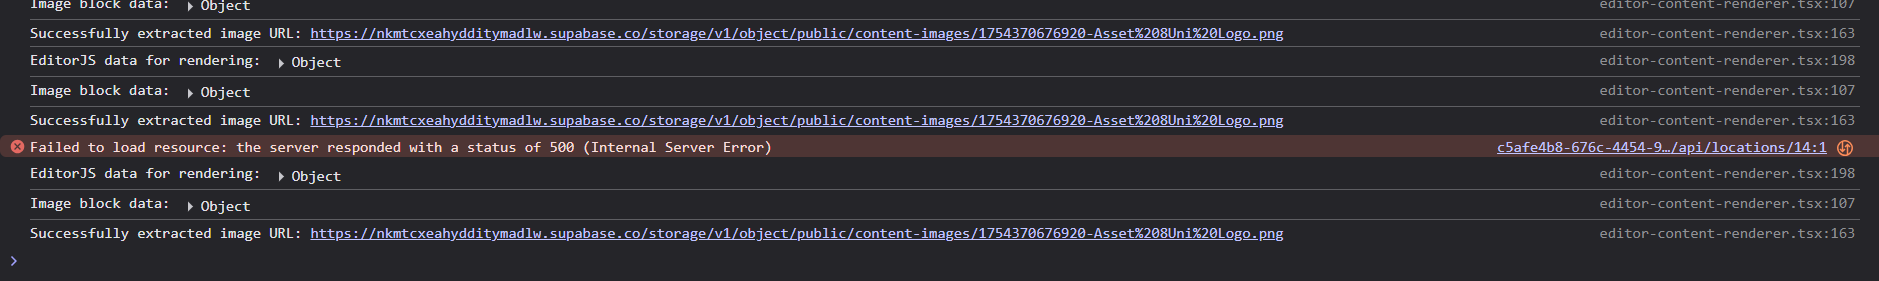 Image block data: ▶ Object editor-content-renderer.tsx:107
Successfully extracted image URL: https://nkmtcxeahydditymadlw.supabase.co/storage/v1/object/public/content-images/1754370676920-Asset%208Uni%20Logo.png editor-content-renderer.tsx:163
EditorJS data for rendering: ▶ Object editor-content-renderer.tsx:198
Image block data: ▶ Object editor-content-renderer.tsx:107
Successfully extracted image URL: https://nkmtcxeahydditymadlw.supabase.co/storage/v1/object/public/content-images/1754370676920-Asset%208Uni%20Logo.png editor-content-renderer.tsx:163
Failed to load resource: the server responded with a status of 500 (Internal Server Error) c5afe4b8-676c-4454-9…/api/locations/14:1
EditorJS data for rendering: ▶ Object editor-content-renderer.tsx:198
Image block data: ▶ Object editor-content-renderer.tsx:107
Successfully extracted image URL: https://nkmtcxeahydditymadlw.supabase.co/storage/v1/object/public/content-images/1754370676920-Asset%208Uni%20Logo.png editor-content-renderer.tsx:163